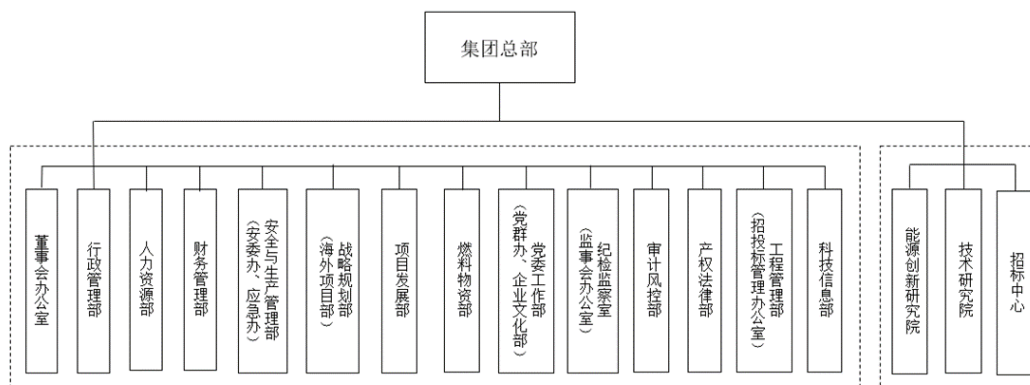 集团总部
董事会办公室
行政管理部
人力资源部
财务管理部
安全与生产管理部
（安委办、应急办）
战略规划部
（海外项目部）
项目发展部
燃料物资部
党委工作部
（党群办、企业文化部）
纪检监察室
（监事会办公室）
审计风控部
产权法律部
工程管理部
（招投标管理办公室）
科技信息部
能源创新研究院
技术研究院
招标中心